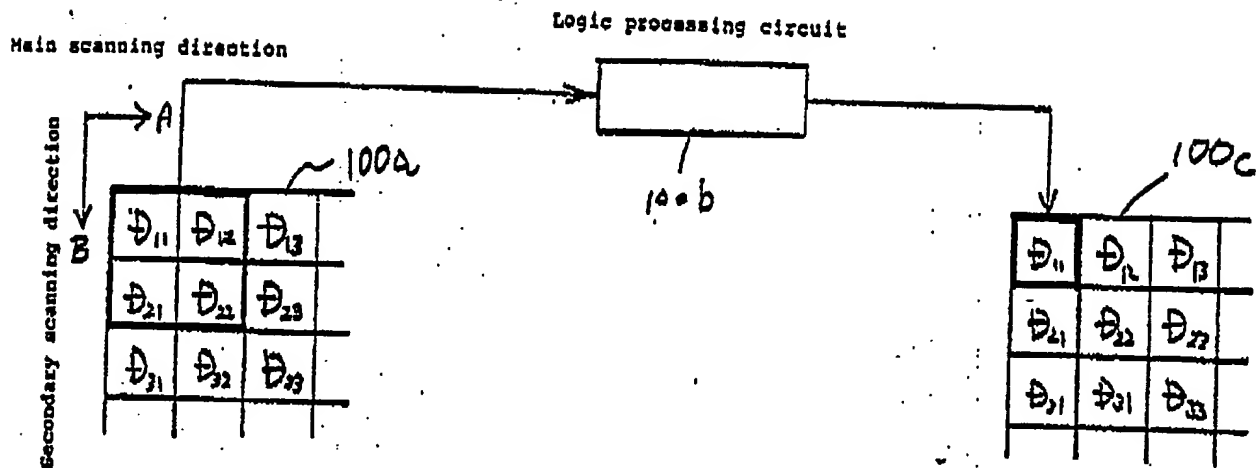 Logic processing circuit
Main scanning direction
Secondary scanning direction
A
B
100a
100b
100c
D11 D12 D13
D21 D22 D23
D31 D32 D33
D11 D12 D13
D21 D22 D23
D31 D31 D33